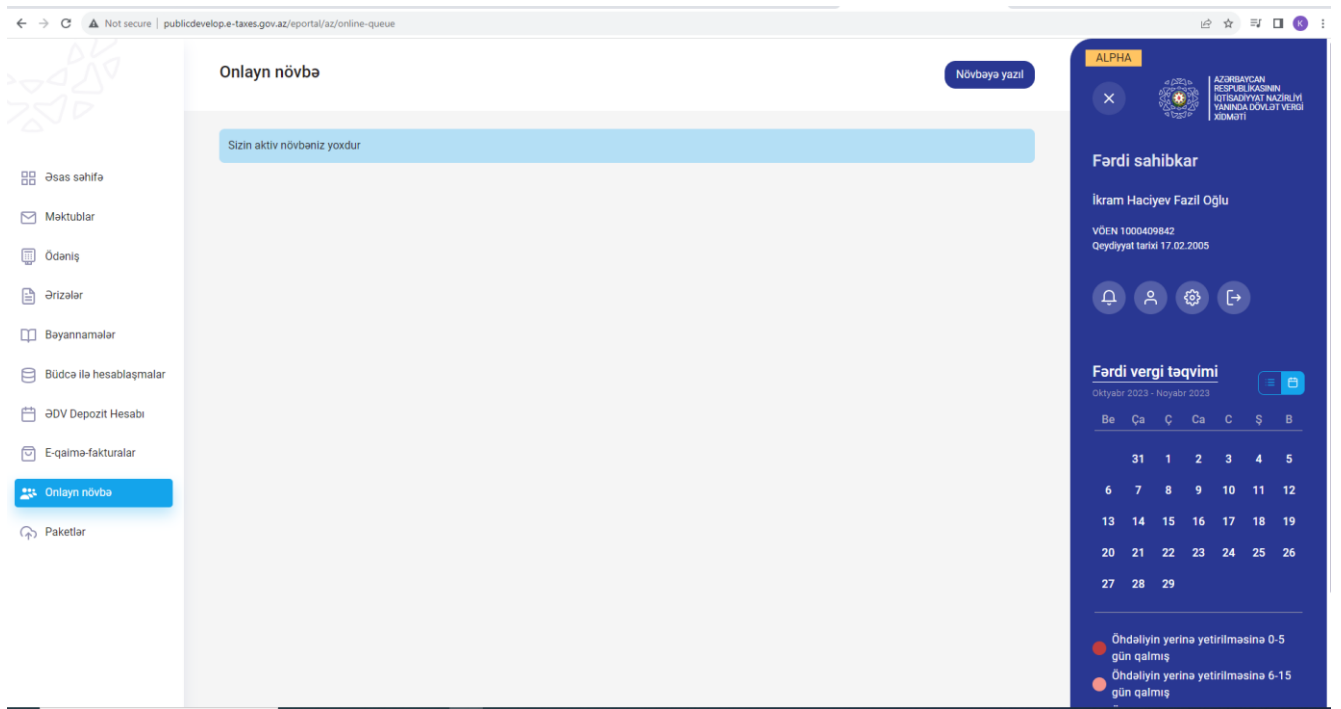 Not secure | publicdevelop.e-taxes.gov.az/eportal/az/online-queue
K
Onlayn növbə
Növbəyə yazıl
Sizin aktiv növbəniz yoxdur
Əsas səhifə
Məktublar
Ödəniş
Ərizələr
Bəyannamələr
Büdcə ilə hesablaşmalar
ƏDV Depozit Hesabı
E-qaimə-fakturalar
Onlayn növbə
Paketlər
ALPHA
AZƏRBAYCAN
RESPUBLİKASININ
İQTİSADİYYAT NAZİRLİYİ
YANINDA DÖVLƏT VERGİ
XİDMƏTİ
Fərdi sahibkar
İkram Haciyev Fazil Oğlu
VÖEN 1000409842
Qeydiyyat tarixi 17.02.2005
Fərdi vergi təqvimi
Oktyabr 2023 - Noyabr 2023
Be Ça Ç Ca C Ş B
31 1 2 3 4 5
6 7 8 9 10 11 12
13 14 15 16 17 18 19
20 21 22 23 24 25 26
27 28 29
Öhdəliyin yerinə yetirilməsinə 0-5
gün qalmış
Öhdəliyin yerinə yetirilməsinə 6-15
gün qalmış